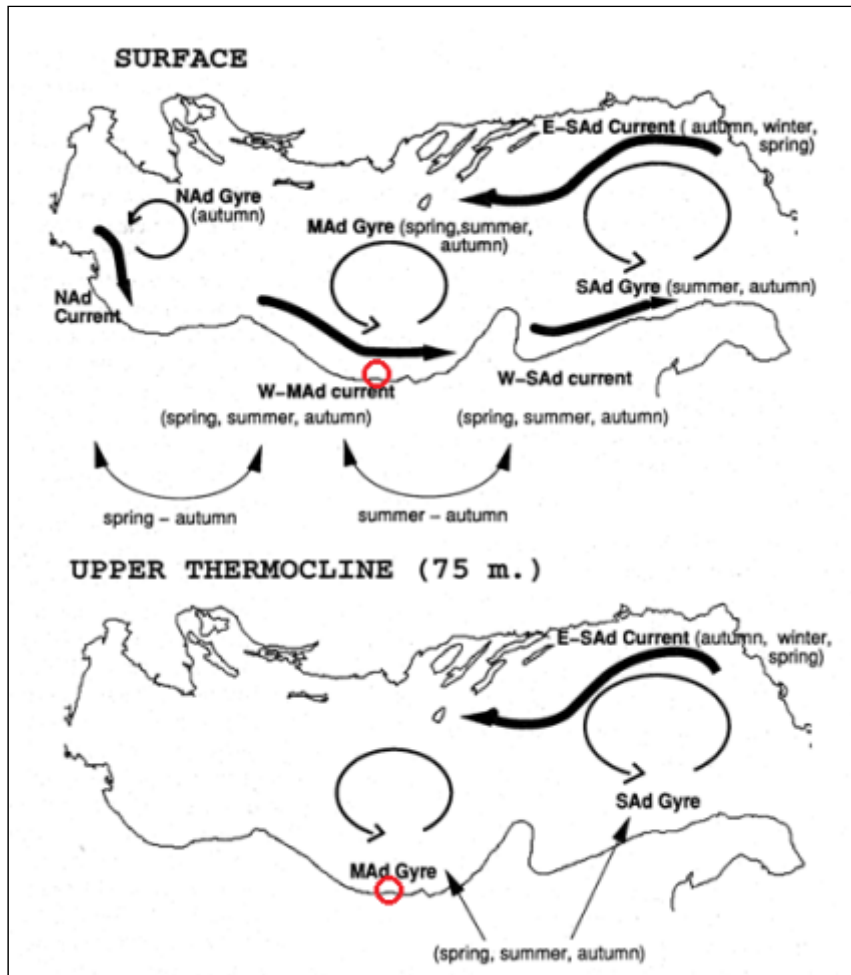 SURFACE
E-SAd Current ( autumn, winter,
spring)
NAd Gyre
(autumn)
MAd Gyre (spring,summer,
autumn)
SAd Gyre (summer, autumn)
NAd
Current
W-MAd current
(spring, summer, autumn)
W-SAd current
(spring, summer, autumn)
spring - autumn
summer - autumn
UPPER THERMOCLINE (75 m.)
E-SAd Current (autumn, winter,
spring)
SAd Gyre
MAd Gyre
(spring, summer, autumn)